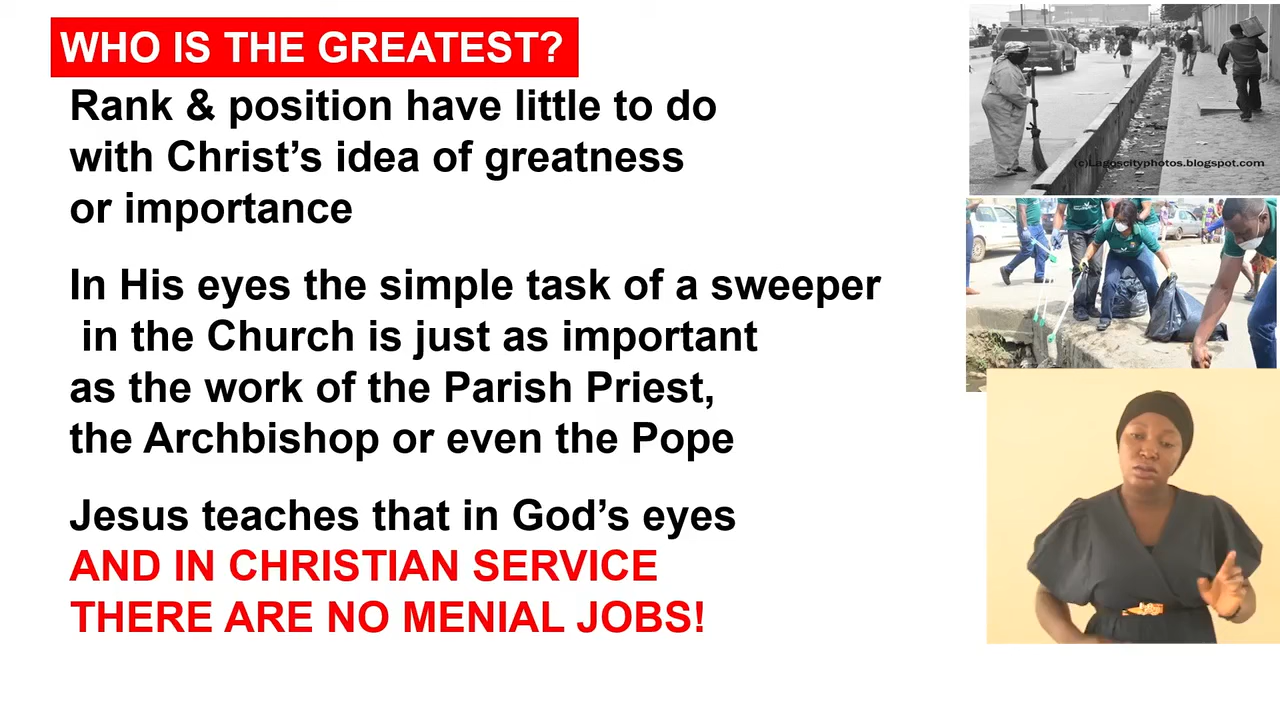 WHO IS THE GREATEST?
Rank & position have little to do
with Christ’s idea of greatness
or importance
In His eyes the simple task of a sweeper
in the Church is just as important
as the work of the Parish Priest,
the Archbishop or even the Pope
Jesus teaches that in God’s eyes
AND IN CHRISTIAN SERVICE
THERE ARE NO MENIAL JOBS!
(c)Lagoscityphotos.blogspot.com